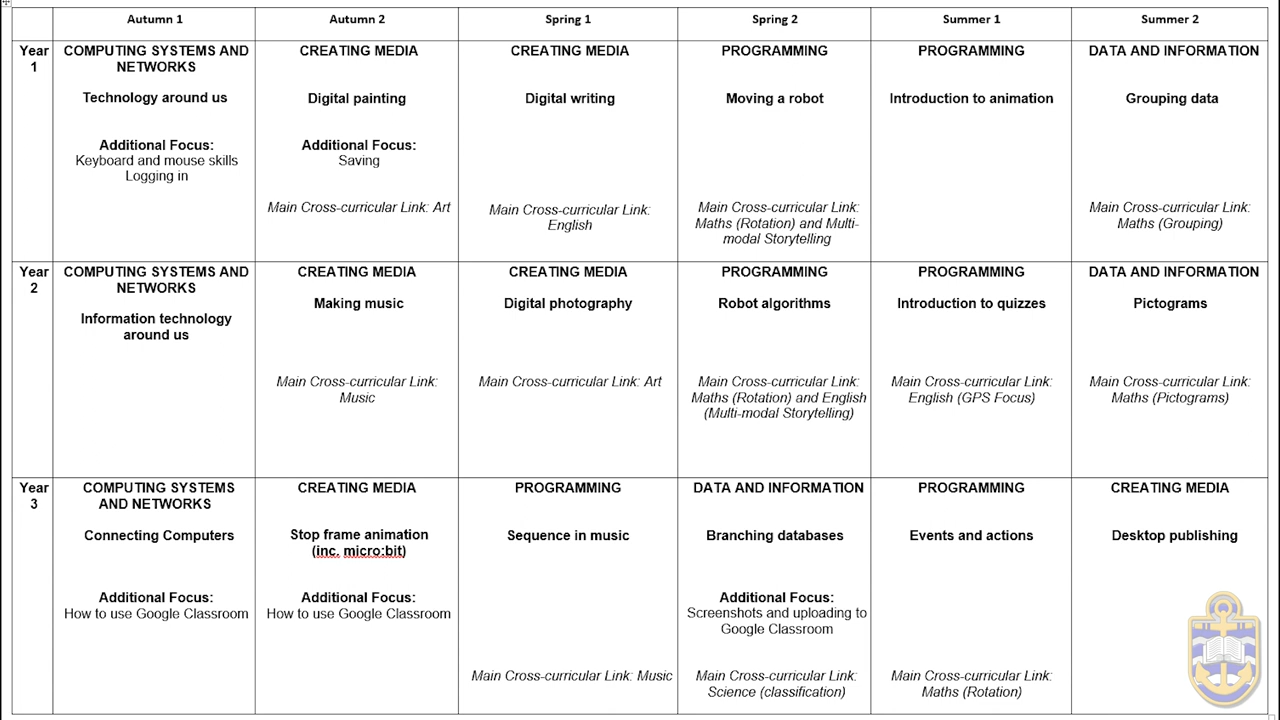 Autumn 1
Autumn 2
Spring 1
Spring 2
Summer 1
Summer 2
Year
1
COMPUTING SYSTEMS AND
NETWORKS
Technology around us
Additional Focus:
Keyboard and mouse skills
Logging in
CREATING MEDIA
Digital painting
Additional Focus:
Saving
Main Cross-curricular Link: Art
CREATING MEDIA
Digital writing
Main Cross-curricular Link:
English
PROGRAMMING
Moving a robot
Main Cross-curricular Link:
Maths (Rotation) and Multi-
modal Storytelling
PROGRAMMING
Introduction to animation
DATA AND INFORMATION
Grouping data
Main Cross-curricular Link:
Maths (Grouping)
Year
2
COMPUTING SYSTEMS AND
NETWORKS
Information technology
around us
CREATING MEDIA
Making music
Main Cross-curricular Link:
Music
CREATING MEDIA
Digital photography
Main Cross-curricular Link: Art
PROGRAMMING
Robot algorithms
Main Cross-curricular Link:
Maths (Rotation) and English
(Multi-modal Storytelling)
PROGRAMMING
Introduction to quizzes
Main Cross-curricular Link:
English (GPS Focus)
DATA AND INFORMATION
Pictograms
Main Cross-curricular Link:
Maths (Pictograms)
Year
3
COMPUTING SYSTEMS
AND NETWORKS
Connecting Computers
Additional Focus:
How to use Google Classroom
CREATING MEDIA
Stop frame animation
(inc. micro:bit)
Additional Focus:
How to use Google Classroom
PROGRAMMING
Sequence in music
Main Cross-curricular Link: Music
DATA AND INFORMATION
Branching databases
Additional Focus:
Screenshots and uploading to
Google Classroom
Main Cross-curricular Link:
Science (classification)
PROGRAMMING
Events and actions
Main Cross-curricular Link:
Maths (Rotation)
CREATING MEDIA
Desktop publishing